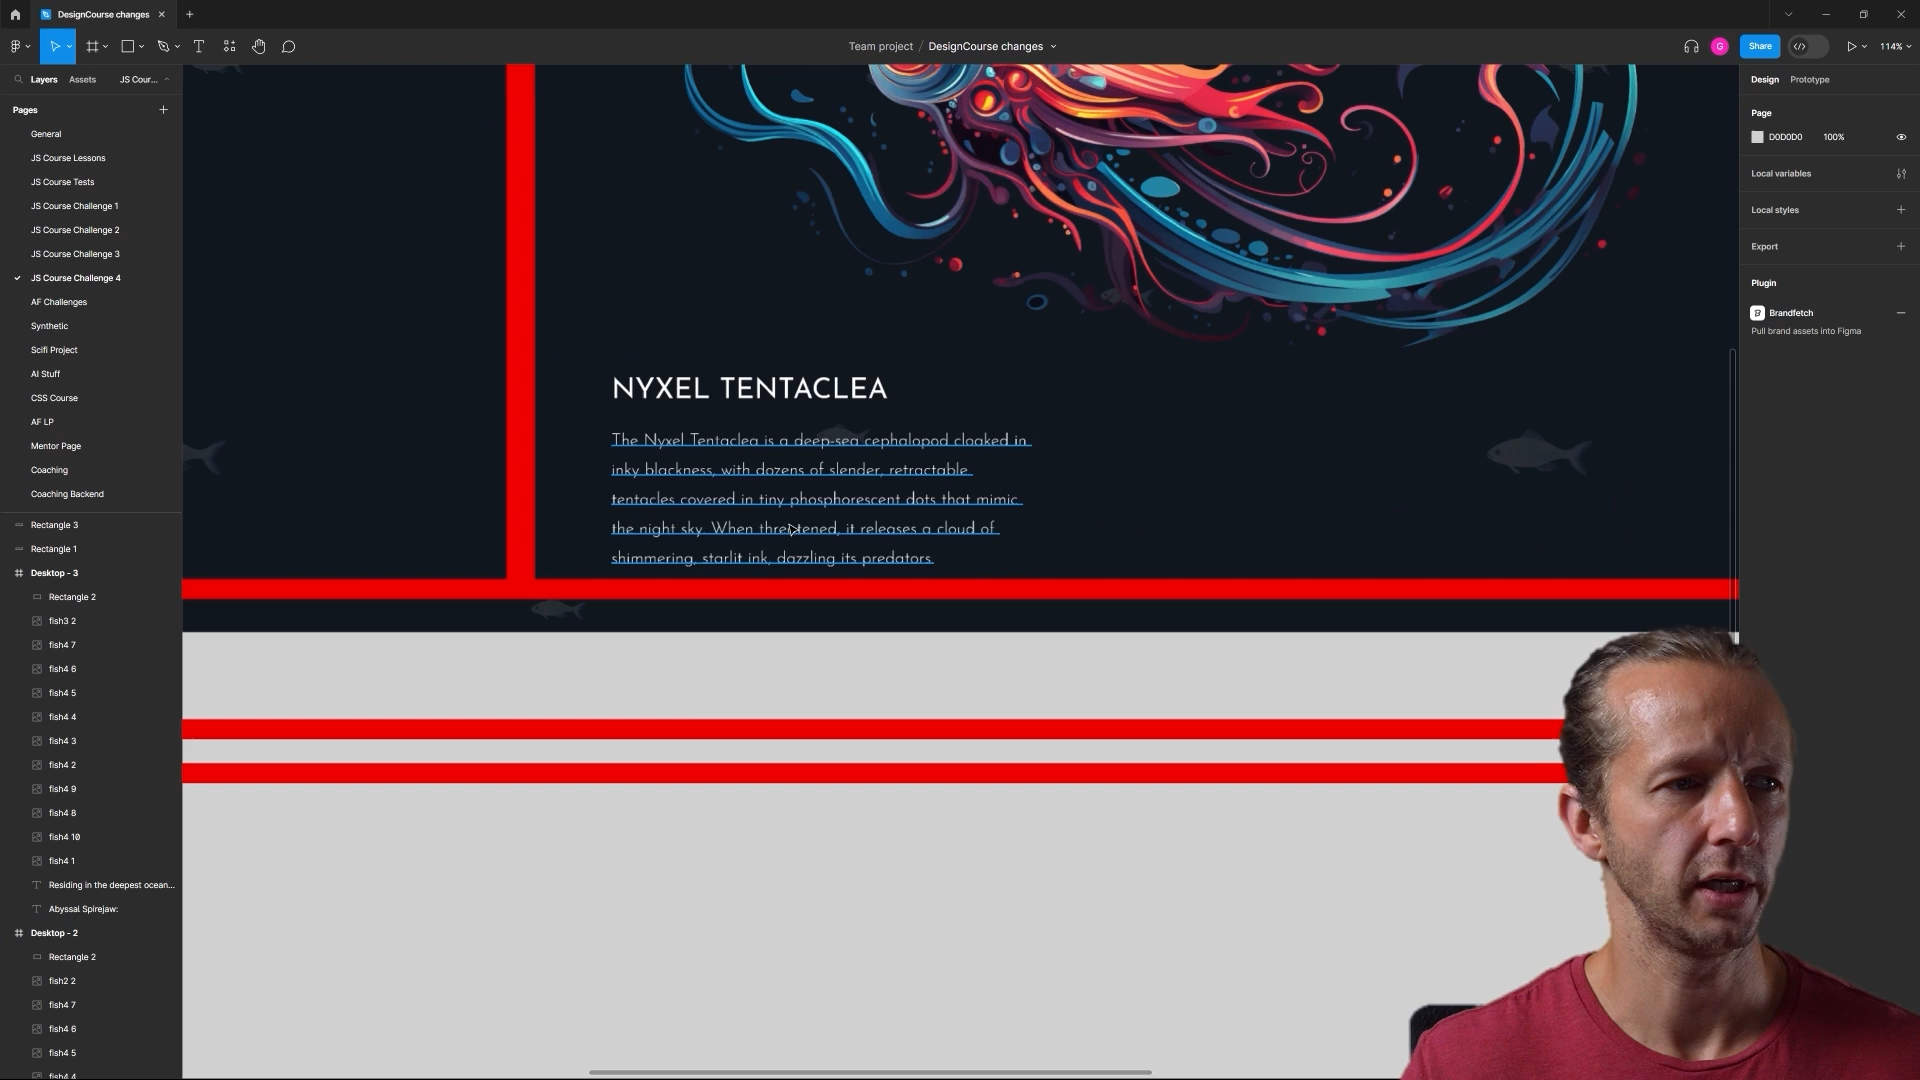 DesignCourse changes
Team project / DesignCourse changes
G
Share
114%
Layers
Assets
JS Cour...
Pages
General
JS Course Lessons
JS Course Tests
JS Course Challenge 1
JS Course Challenge 2
JS Course Challenge 3
JS Course Challenge 4
AF Challenges
Synthetic
Scifi Project
AI Stuff
CSS Course
AF LP
Mentor Page
Coaching
Coaching Backend
Rectangle 3
Rectangle 1
Desktop - 3
Rectangle 2
fish3 2
fish4 7
fish4 6
fish4 5
fish4 4
fish4 3
fish4 2
fish4 9
fish4 8
fish4 10
fish4 1
Residing in the deepest ocean...
Abyssal Spirejaw:
Desktop - 2
Rectangle 2
fish2 2
fish4 7
fish4 6
fish4 5
fish4 4
NYXEL TENTACLEA
The Nyxel Tentaclea is a deep-sea cephalopod cloaked in
inky blackness, with dozens of slender, retractable
tentacles covered in tiny phosphorescent dots that mimic
the night sky. When threatened, it releases a cloud of
shimmering, starlit ink, dazzling its predators.
Design
Prototype
Page
D0D0D0
100%
Local variables
Local styles
Export
Plugin
Brandfetch
Pull brand assets into Figma